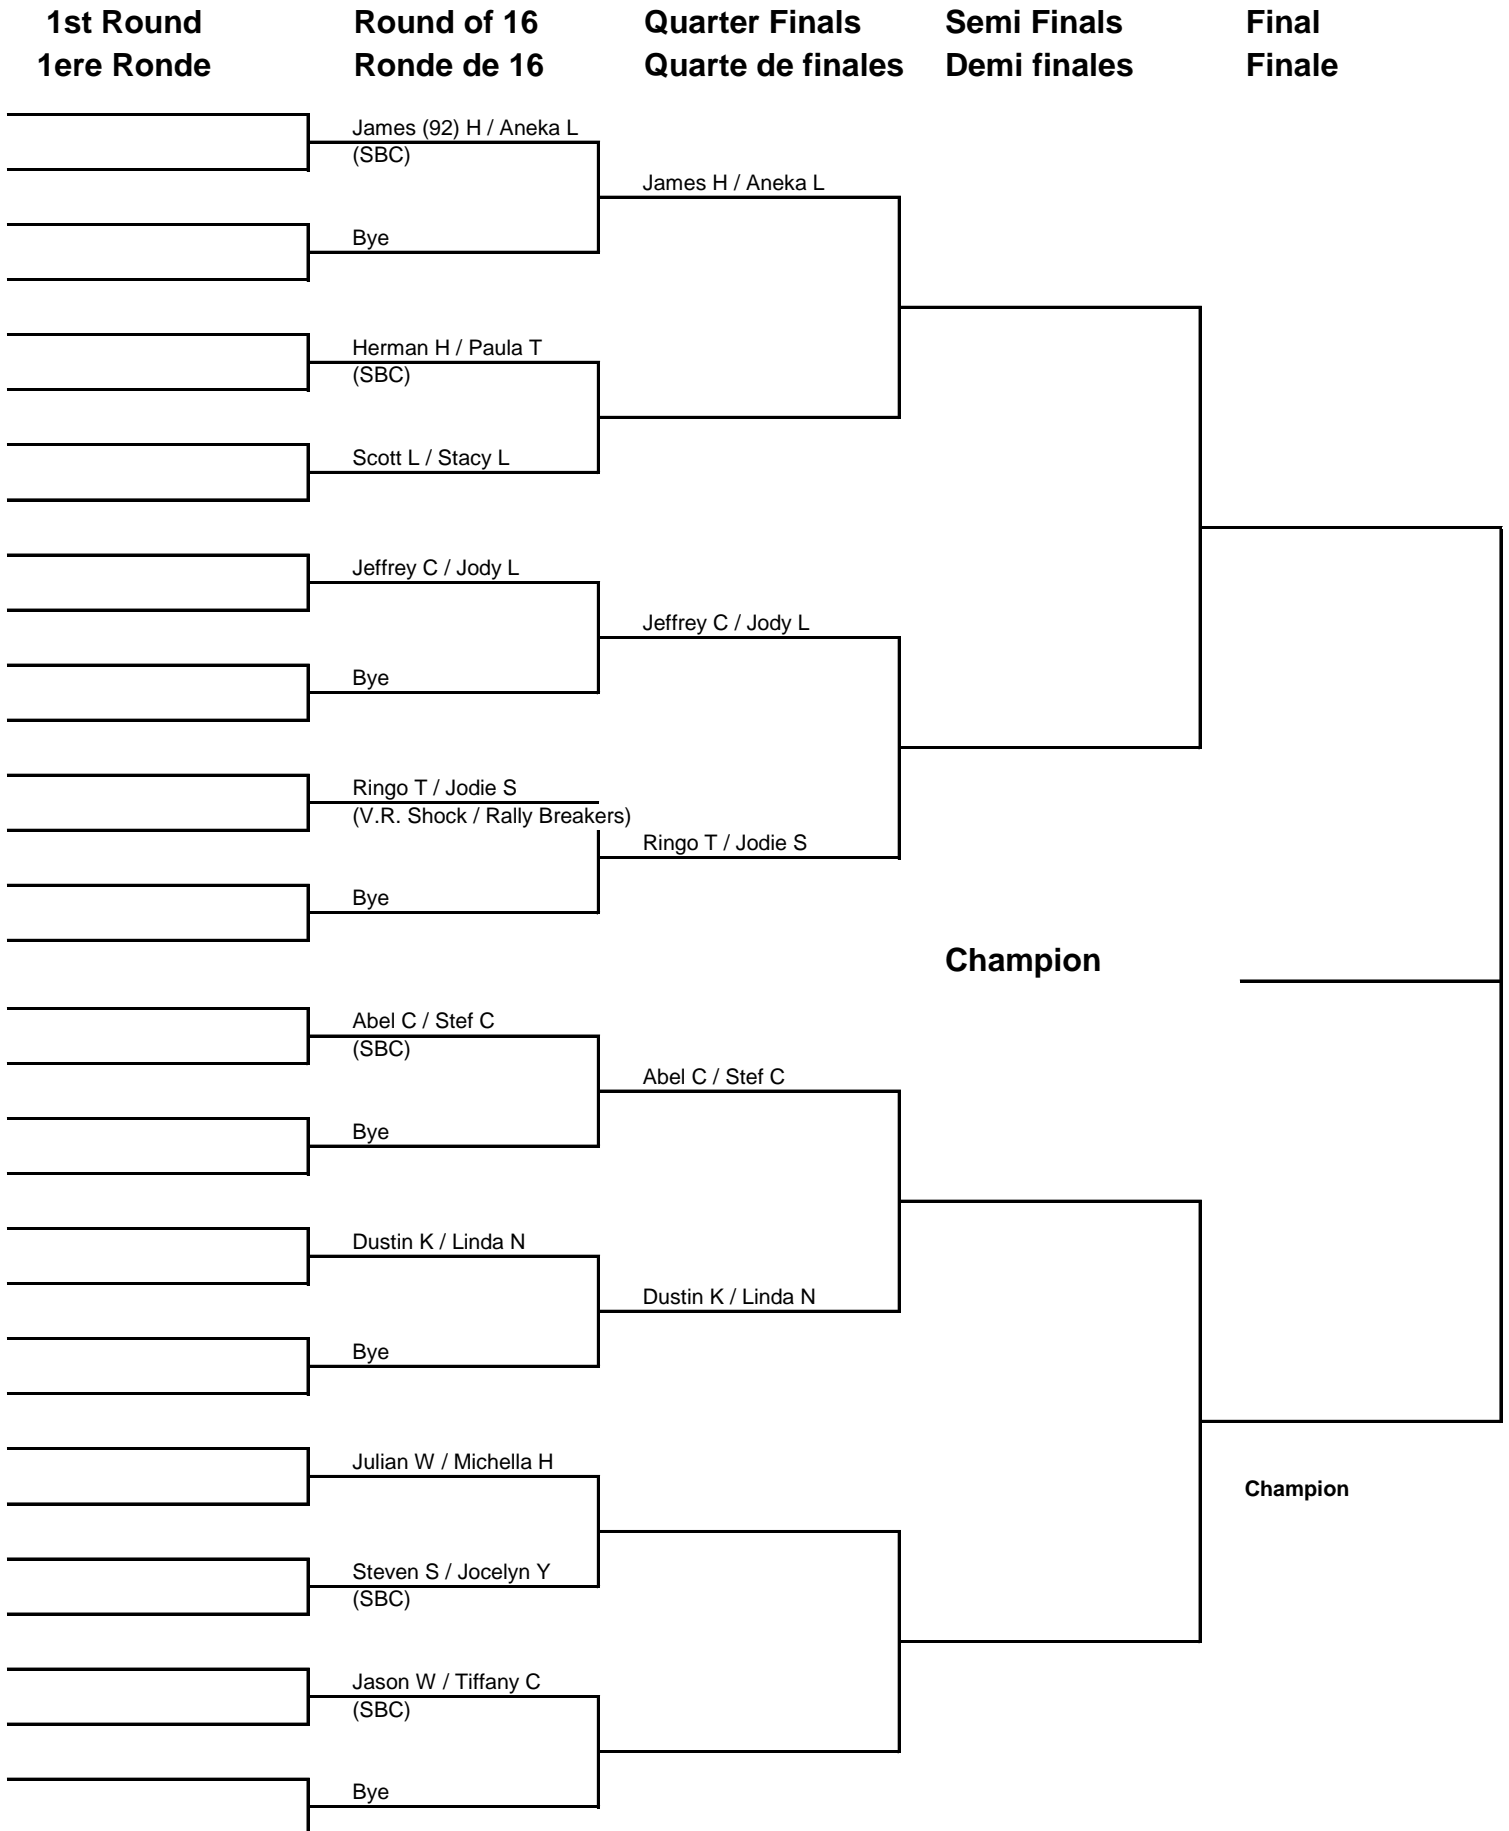 1st Round
1ere Ronde
Round of 16
Ronde de 16
Quarter Finals
Quarte de finales
Semi Finals
Demi finales
Final
Finale
James (92) H / Aneka L
(SBC)
James H / Aneka L
Bye
Herman H / Paula T
(SBC)
Scott L / Stacy L
Jeffrey C / Jody L
Jeffrey C / Jody L
Bye
Ringo T / Jodie S
(V.R. Shock / Rally Breakers)
Ringo T / Jodie S
Bye
Champion
Abel C / Stef C
(SBC)
Abel C / Stef C
Bye
Dustin K / Linda N
Dustin K / Linda N
Bye
Julian W / Michella H
Champion
Steven S / Jocelyn Y
(SBC)
Jason W / Tiffany C
(SBC)
Bye